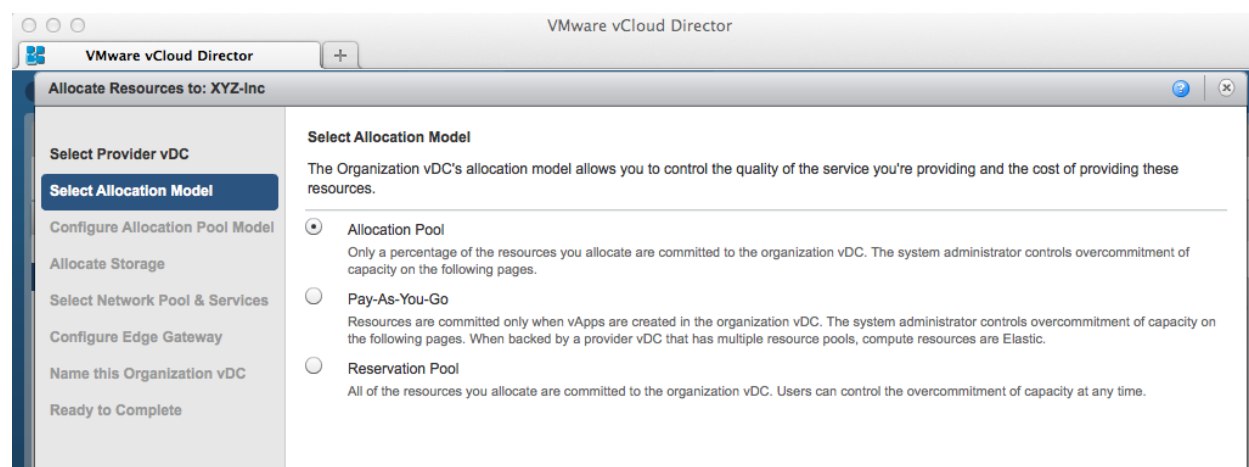 VMware vCloud Director
VMware vCloud Director
Allocate Resources to: XYZ-Inc
Select Provider vDC
Select Allocation Model
Configure Allocation Pool Model
Allocate Storage
Select Network Pool & Services
Configure Edge Gateway
Name this Organization vDC
Ready to Complete
Select Allocation Model
The Organization vDC's allocation model allows you to control the quality of the service you're providing and the cost of providing these
resources.
Allocation Pool
Only a percentage of the resources you allocate are committed to the organization vDC. The system administrator controls overcommitment of
capacity on the following pages.
Pay-As-You-Go
Resources are committed only when vApps are created in the organization vDC. The system administrator controls overcommitment of capacity on
the following pages. When backed by a provider vDC that has multiple resource pools, compute resources are Elastic.
Reservation Pool
All of the resources you allocate are committed to the organization vDC. Users can control the overcommitment of capacity at any time.